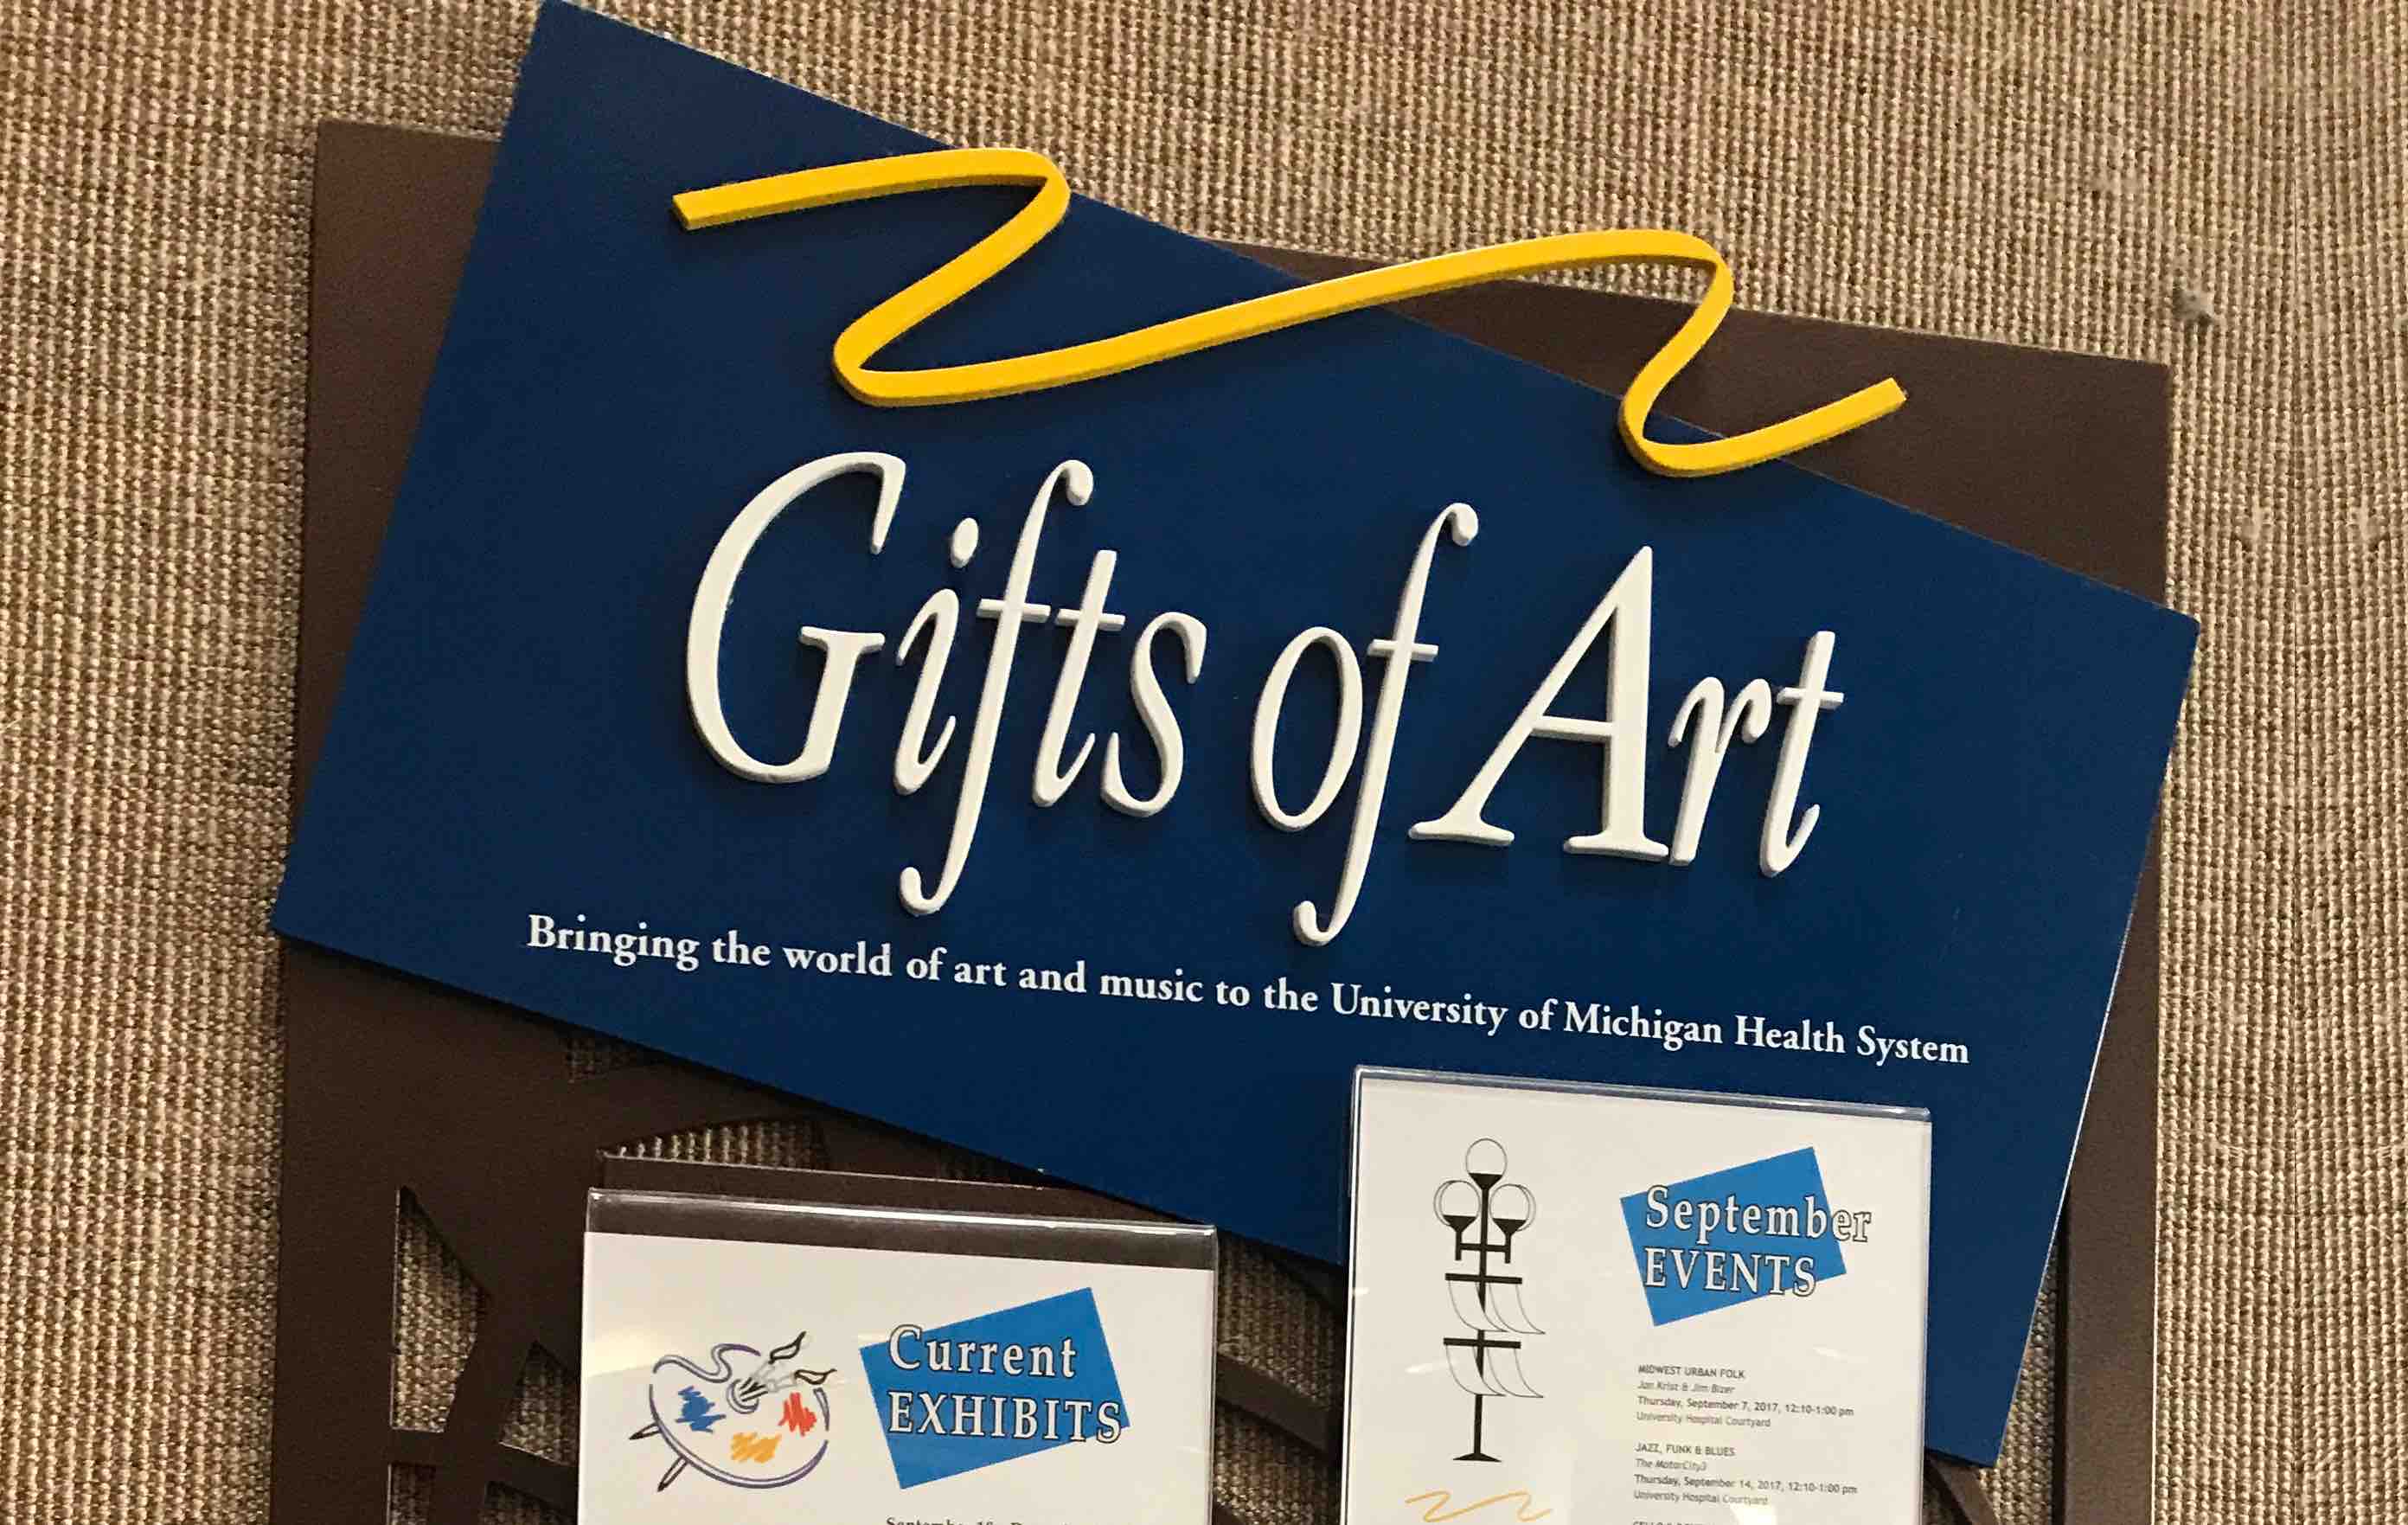 Gifts of Art
Bringing the world of art and music to the University of Michigan Health System
Current
EXHIBITS
September
EVENTS
MIDWEST URBAN FOLK
Jan Krist & Jim Bizer
Thursday, September 7, 2017, 12:10-1:00 pm
University Hospital Courtyard
JAZZ, FUNK & BLUES
The MotorCity3
Thursday, September 14, 2017, 12:10-1:00 pm
University Hospital Courtyard